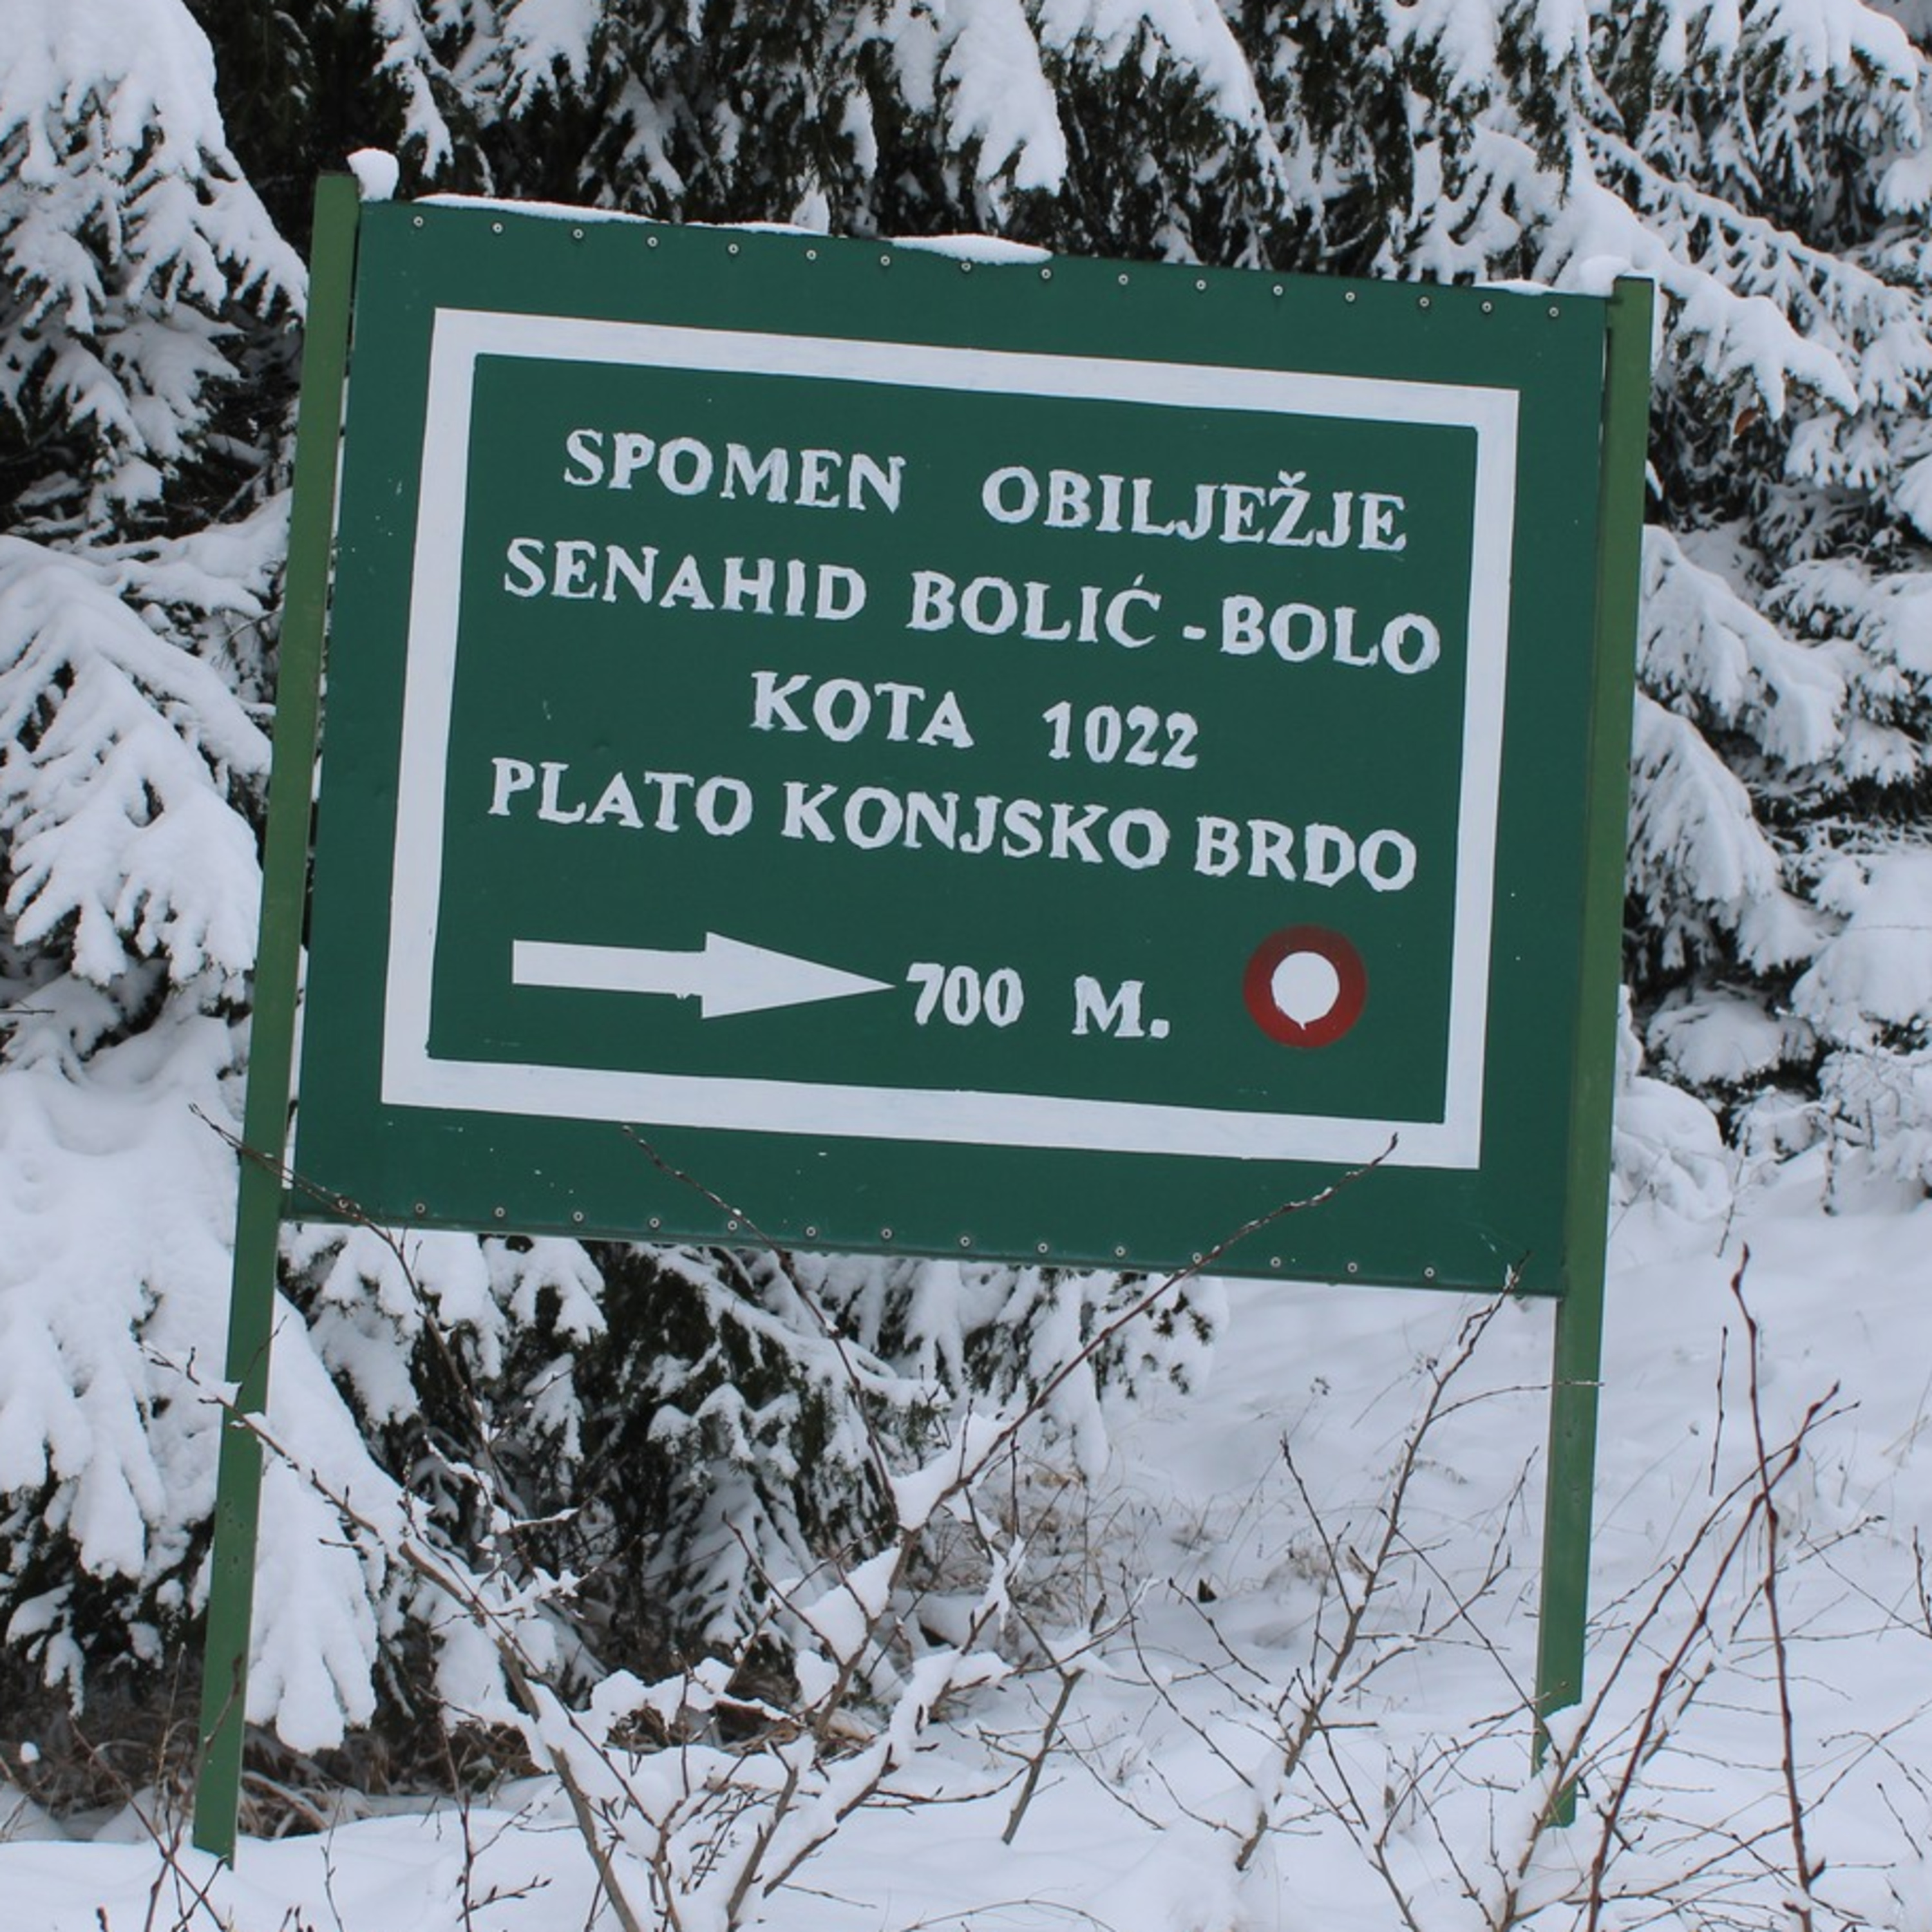 SPOMEN OBILJEŽJE
SENAHID BOLIĆ - BOLO
KOTA 1022
PLATO KONJSKO BRDO
700 M.